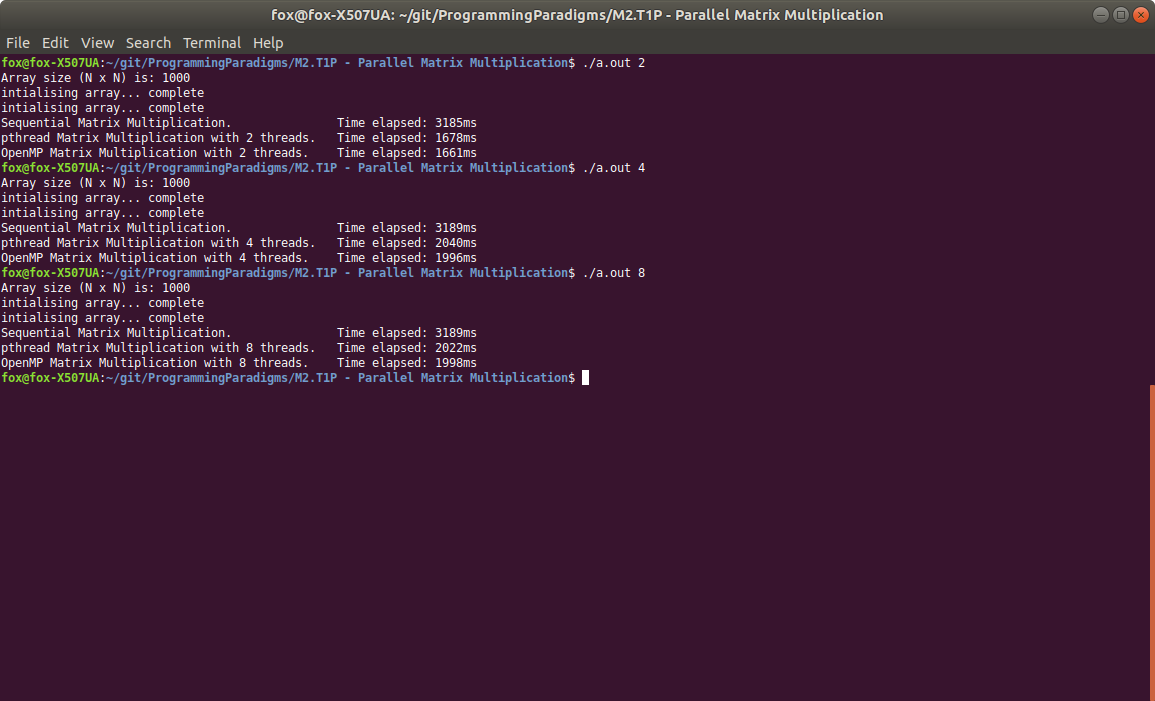 fox@fox-X507UA: ~/git/ProgrammingParadigms/M2.T1P - Parallel Matrix Multiplication
File Edit View Search Terminal Help
fox@fox-X507UA:~/git/ProgrammingParadigms/M2.T1P - Parallel Matrix Multiplication$ ./a.out 2
Array size (N x N) is: 1000
intialising array... complete
intialising array... complete
Sequential Matrix Multiplication.               Time elapsed: 3185ms
pthread Matrix Multiplication with 2 threads.   Time elapsed: 1678ms
OpenMP Matrix Multiplication with 2 threads.    Time elapsed: 1661ms
fox@fox-X507UA:~/git/ProgrammingParadigms/M2.T1P - Parallel Matrix Multiplication$ ./a.out 4
Array size (N x N) is: 1000
intialising array... complete
intialising array... complete
Sequential Matrix Multiplication.               Time elapsed: 3189ms
pthread Matrix Multiplication with 4 threads.   Time elapsed: 2040ms
OpenMP Matrix Multiplication with 4 threads.    Time elapsed: 1996ms
fox@fox-X507UA:~/git/ProgrammingParadigms/M2.T1P - Parallel Matrix Multiplication$ ./a.out 8
Array size (N x N) is: 1000
intialising array... complete
intialising array... complete
Sequential Matrix Multiplication.               Time elapsed: 3189ms
pthread Matrix Multiplication with 8 threads.   Time elapsed: 2022ms
OpenMP Matrix Multiplication with 8 threads.    Time elapsed: 1998ms
fox@fox-X507UA:~/git/ProgrammingParadigms/M2.T1P - Parallel Matrix Multiplication$